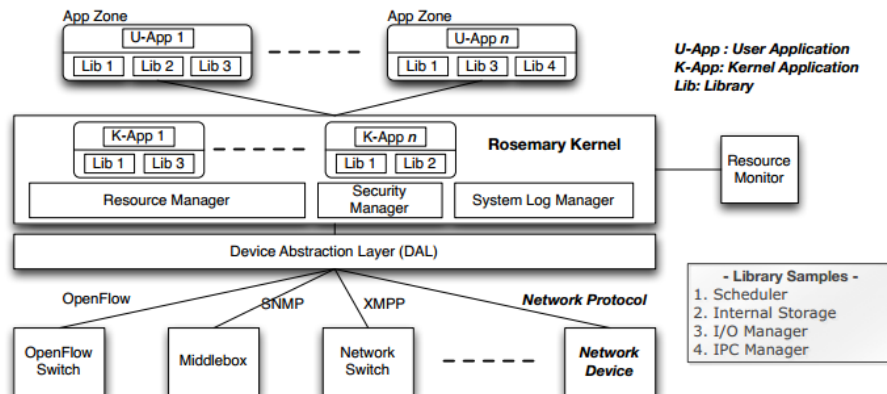 App Zone
App Zone
U-App 1
U-App n
Lib 1
Lib 2
Lib 3
Lib 1
Lib 3
Lib 4
U-App : User Application
K-App: Kernel Application
Lib: Library
K-App 1
K-App n
Rosemary Kernel
Lib 1
Lib 3
Lib 1
Lib 2
Resource
Monitor
Resource Manager
Security
Manager
System Log Manager
Device Abstraction Layer (DAL)
- Library Samples -
1. Scheduler
2. Internal Storage
3. I/O Manager
4. IPC Manager
OpenFlow
SNMP
XMPP
Network Protocol
OpenFlow
Switch
Middlebox
Network
Switch
Network
Device